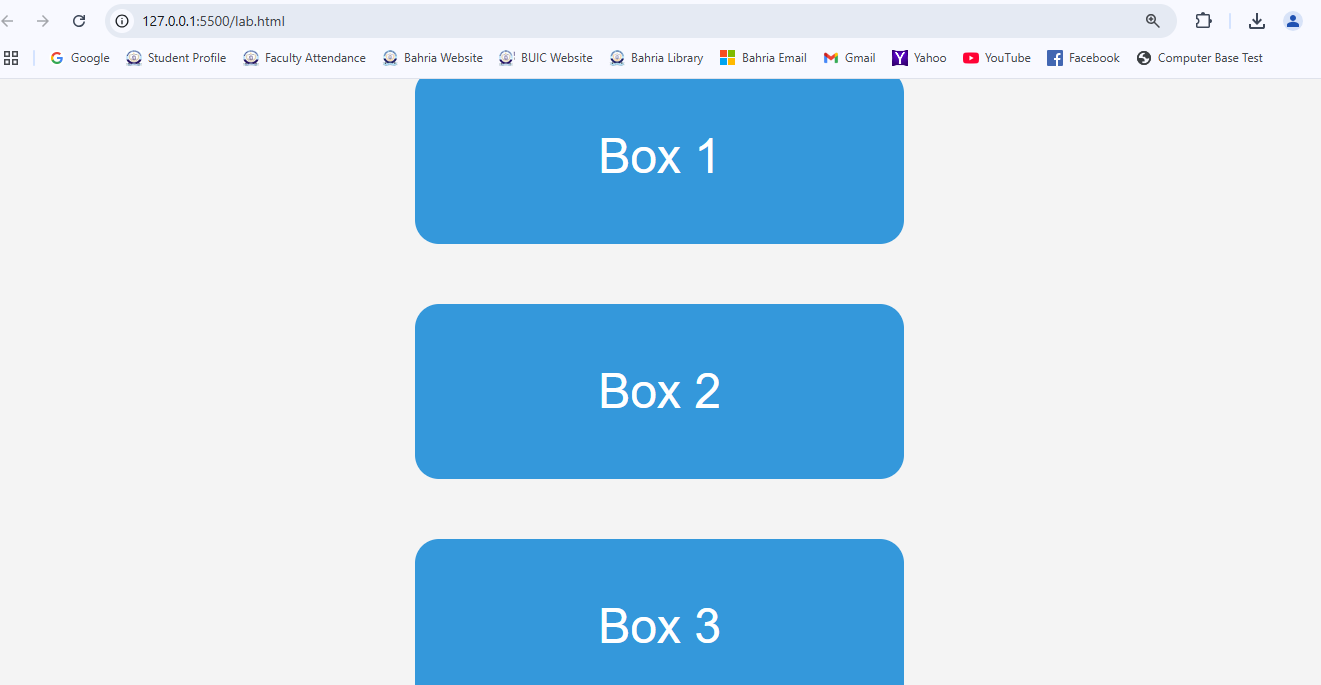 127.0.0.1:5500/lab.html
Google Student Profile Faculty Attendance Bahria Website BUIC Website Bahria Library Bahria Email Gmail Yahoo YouTube Facebook Computer Base Test
Box 1
Box 2
Box 3